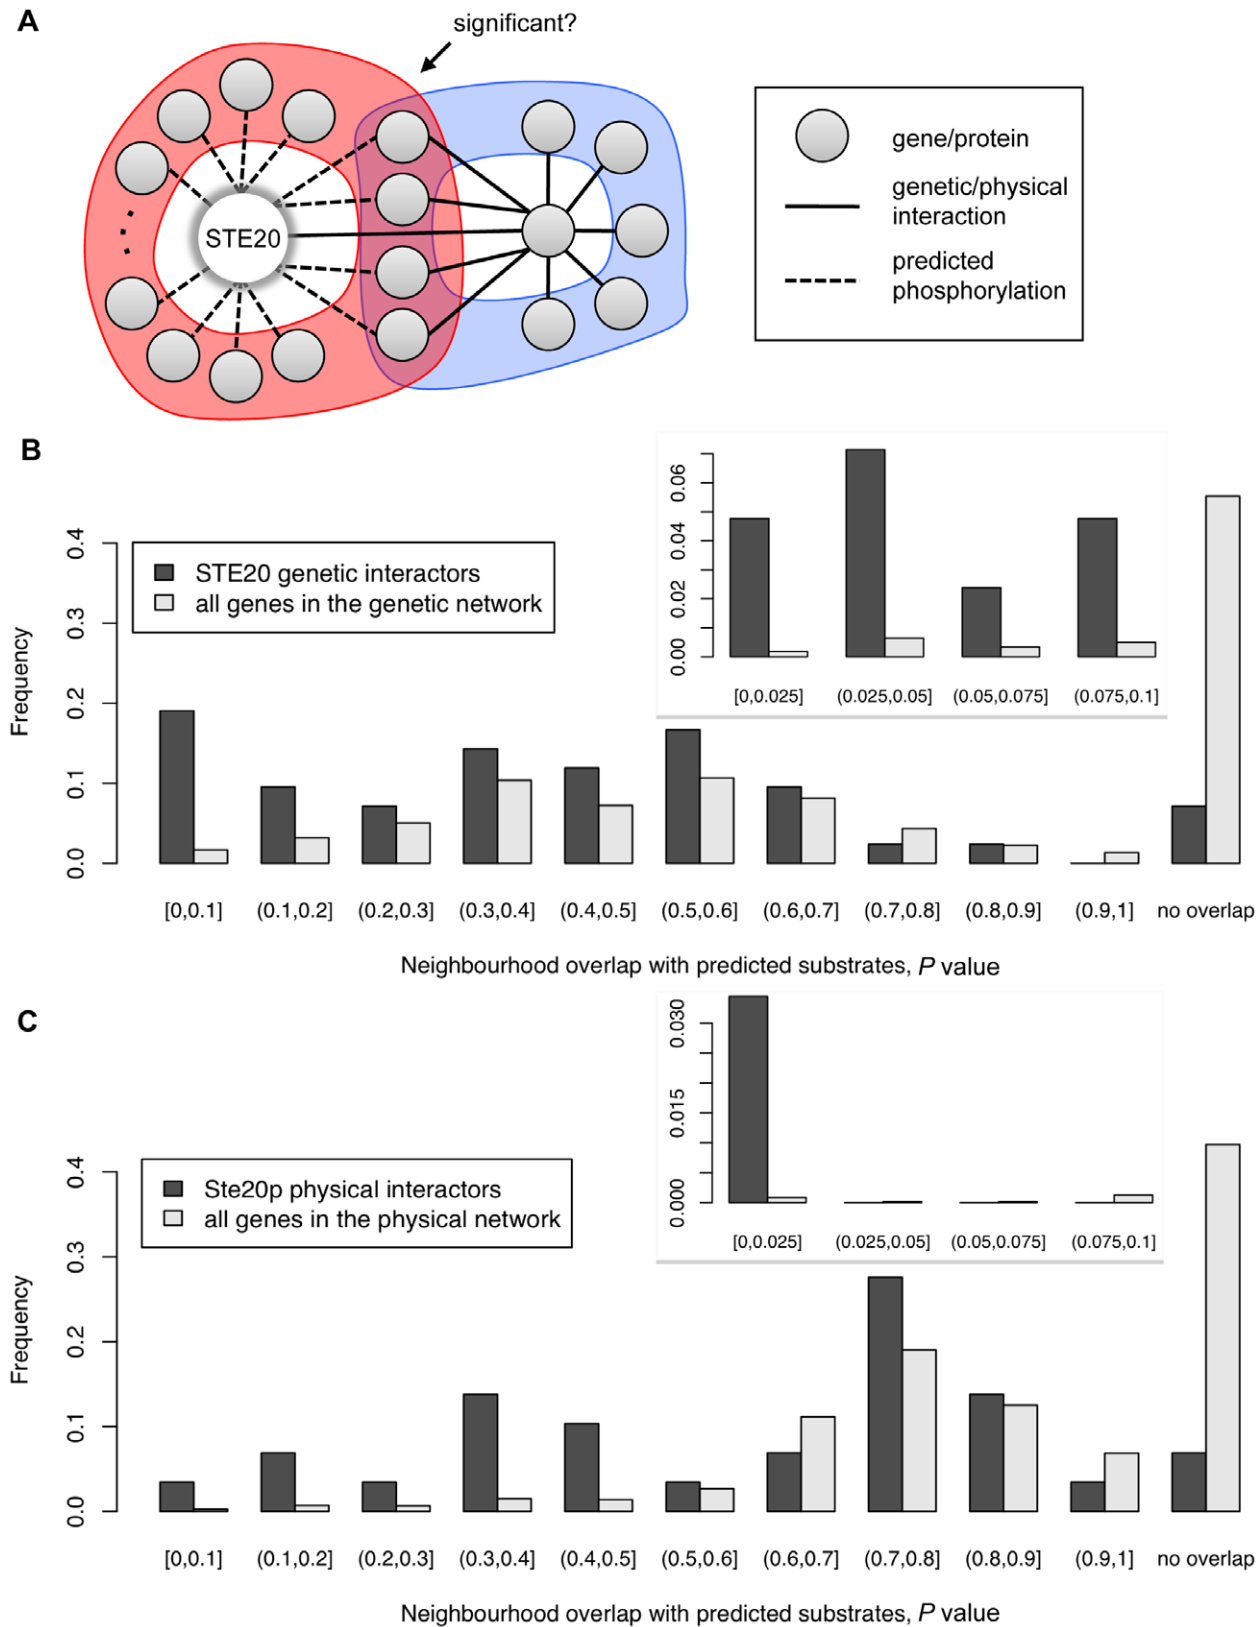 A
significant?
STE20
gene/protein
genetic/physical
interaction
predicted
phosphorylation
B
0.06
0.04
0.02
0.00
[0,0.025] (0.025,0.05] (0.05,0.075] (0.075,0.1]
STE20 genetic interactors
all genes in the genetic network
Frequency
0.4
0.3
0.2
0.1
0.0
[0,0.1] (0.1,0.2] (0.2,0.3] (0.3,0.4] (0.4,0.5] (0.5,0.6] (0.6,0.7] (0.7,0.8] (0.8,0.9] (0.9,1] no overlap
Neighbourhood overlap with predicted substrates, P value
C
0.030
0.015
0.000
[0,0.025] (0.025,0.05] (0.05,0.075] (0.075,0.1]
Ste20p physical interactors
all genes in the physical network
Frequency
0.4
0.3
0.2
0.1
0.0
[0,0.1] (0.1,0.2] (0.2,0.3] (0.3,0.4] (0.4,0.5] (0.5,0.6] (0.6,0.7] (0.7,0.8] (0.8,0.9] (0.9,1] no overlap
Neighbourhood overlap with predicted substrates, P value